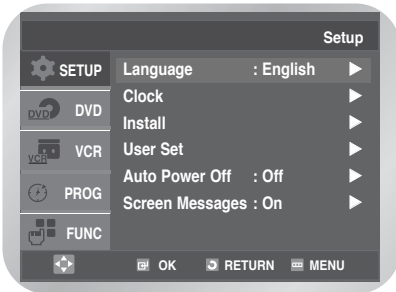 Setup
SETUP
DVD DVD
VCR VCR
PROG
FUNC
Language : English
Clock
Install
User Set
Auto Power Off : Off
Screen Messages : On
OK RETURN MENU